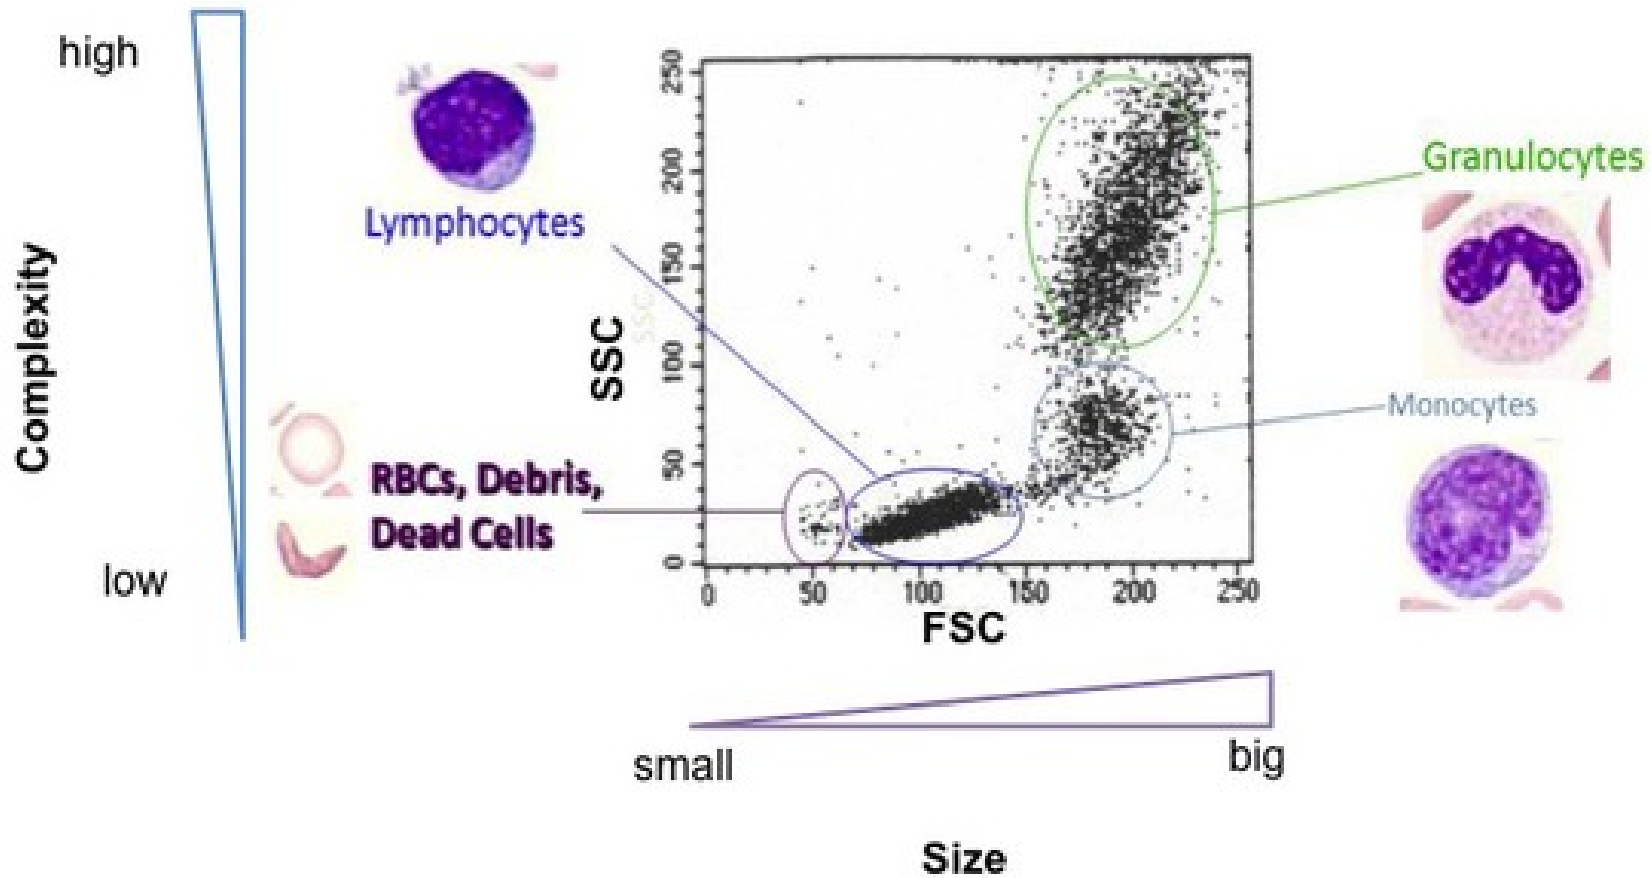 high
Complexity
low
Lymphocytes
RBCs, Debris,
Dead Cells
SSC
SSC
250
200
150
100
50
0
0 50 100 150 200 250
FSC
Granulocytes
Monocytes
small
big
Size